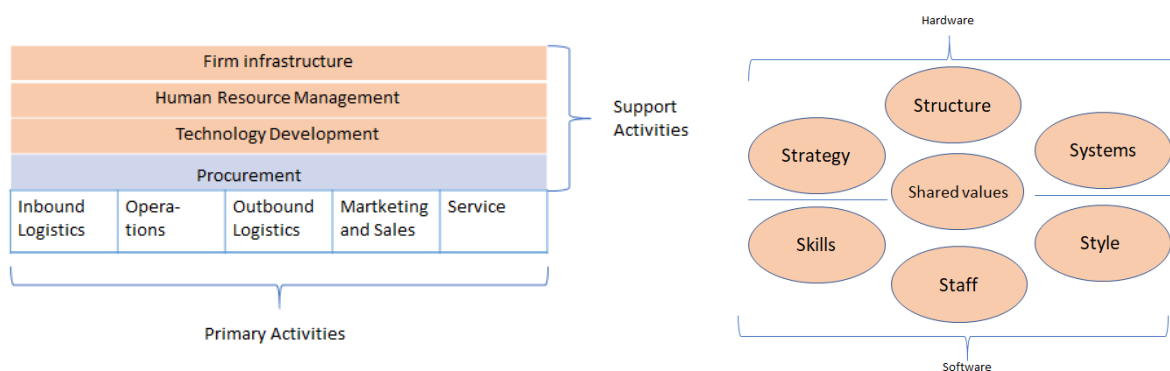 Firm infrastructure
Human Resource Management
Technology Development
Procurement
Support
Activities
Inbound
Logistics
Opera-
tions
Outbound
Logistics
Martketing
and Sales
Service
Primary Activities
Hardware
Structure
Strategy
Systems
Shared values
Skills
Style
Staff
Software